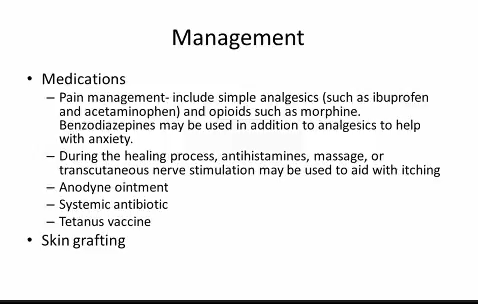 Management
• Medications
– Pain management- include simple analgesics (such as ibuprofen
and acetaminophen) and opioids such as morphine.
Benzodiazepines may be used in addition to analgesics to help
with anxiety.
– During the healing process, antihistamines, massage, or
transcutaneous nerve stimulation may be used to aid with itching
– Anodyne ointment
– Systemic antibiotic
– Tetanus vaccine
• Skin grafting